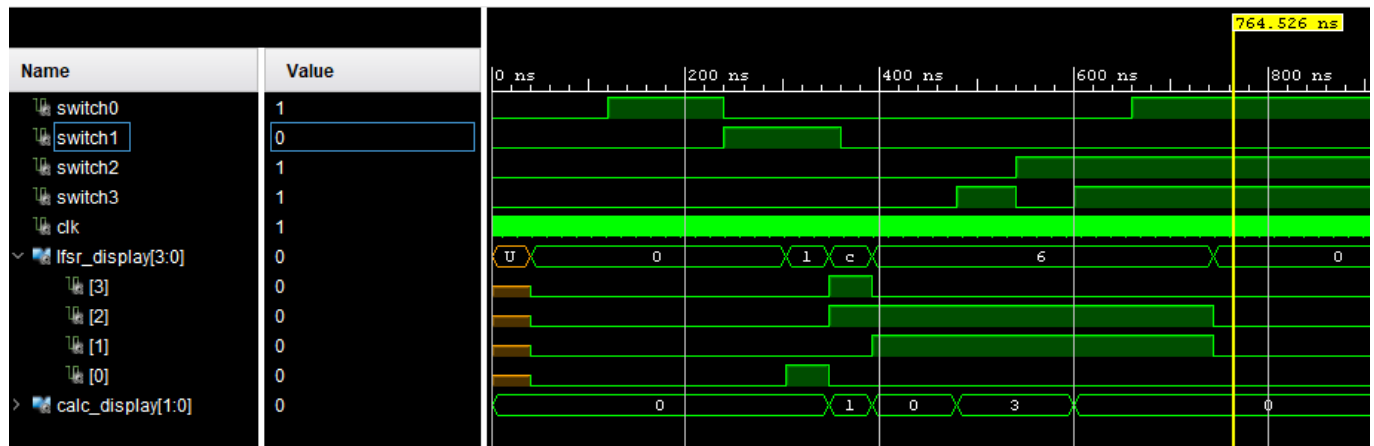 764.526 ns
Name Value 0 ns 200 ns 400 ns 600 ns 800 ns
switch0 1
switch1 0
switch2 1
switch3 1
clk 1
lfsr_display[3:0] 0 U 0 1 c 6 0
[3] 0
[2] 0
[1] 0
[0] 0
calc_display[1:0] 0 0 1 0 3 0